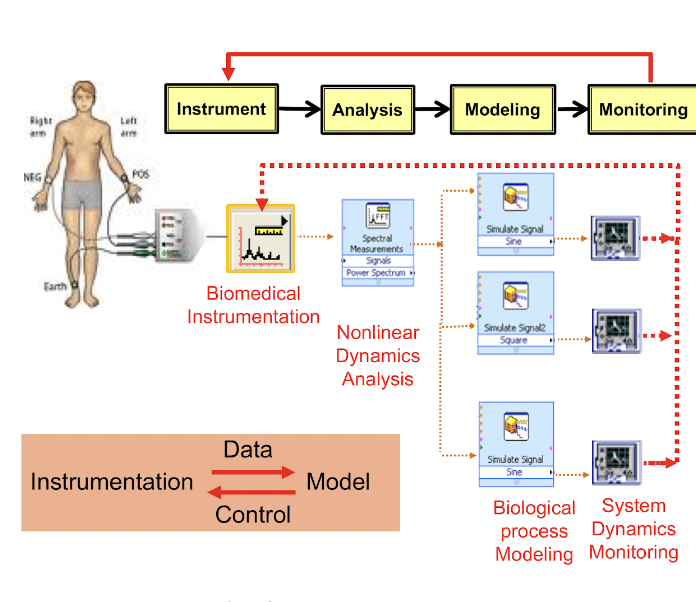 Instrument
Analysis
Modeling
Monitoring
Right
arm
Left
arm
NEG
POS
Earth
Biomedical
Instrumentation
FFT
Spectral
Measurements
Signals
Power Spectrum
Nonlinear
Dynamics
Analysis
Simulate Signal
Sine
Simulate Signal2
Square
Simulate Signal
Sine
Biological
process
Modeling
System
Dynamics
Monitoring
Data
Instrumentation
Model
Control